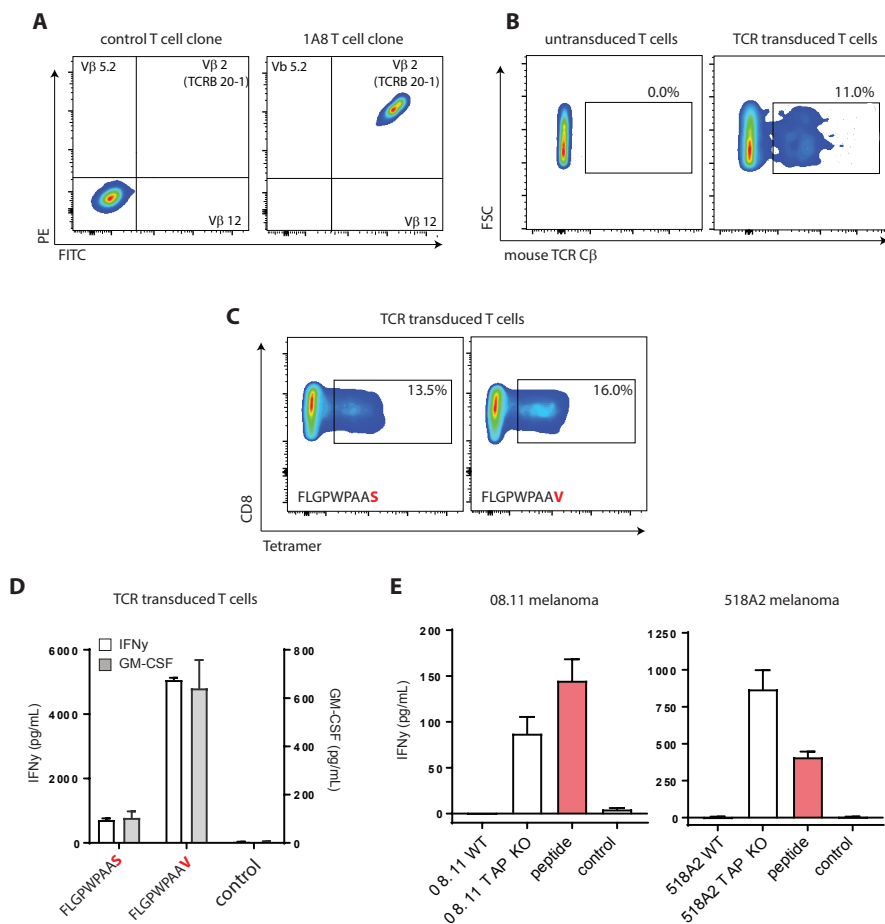 A
control T cell clone
1A8 T cell clone
Vβ 5.2
Vβ 2
(TCRB 20-1)
Vβ 12
Vb 5.2
Vβ 2
(TCRB 20-1)
Vβ 12
PE
FITC
B
untransduced T cells
TCR transduced T cells
0.0%
11.0%
FSC
mouse TCR Cβ
C
TCR transduced T cells
13.5%
16.0%
FLGPWPAAS
FLGPWPAAV
CD8
Tetramer
D
TCR transduced T cells
IFNy
GM-CSF
6000
4000
2000
0
IFNy (pg/mL)
800
600
400
200
0
GM-CSF (pg/mL)
FLGPWPAAS
FLGPWPAAV
control
E
08.11 melanoma
518A2 melanoma
200
150
100
50
0
IFNy (pg/mL)
08.11 WT
08.11 TAP KO
peptide
control
1250
1000
750
500
250
0
518A2 WT
518A2 TAP KO
peptide
control